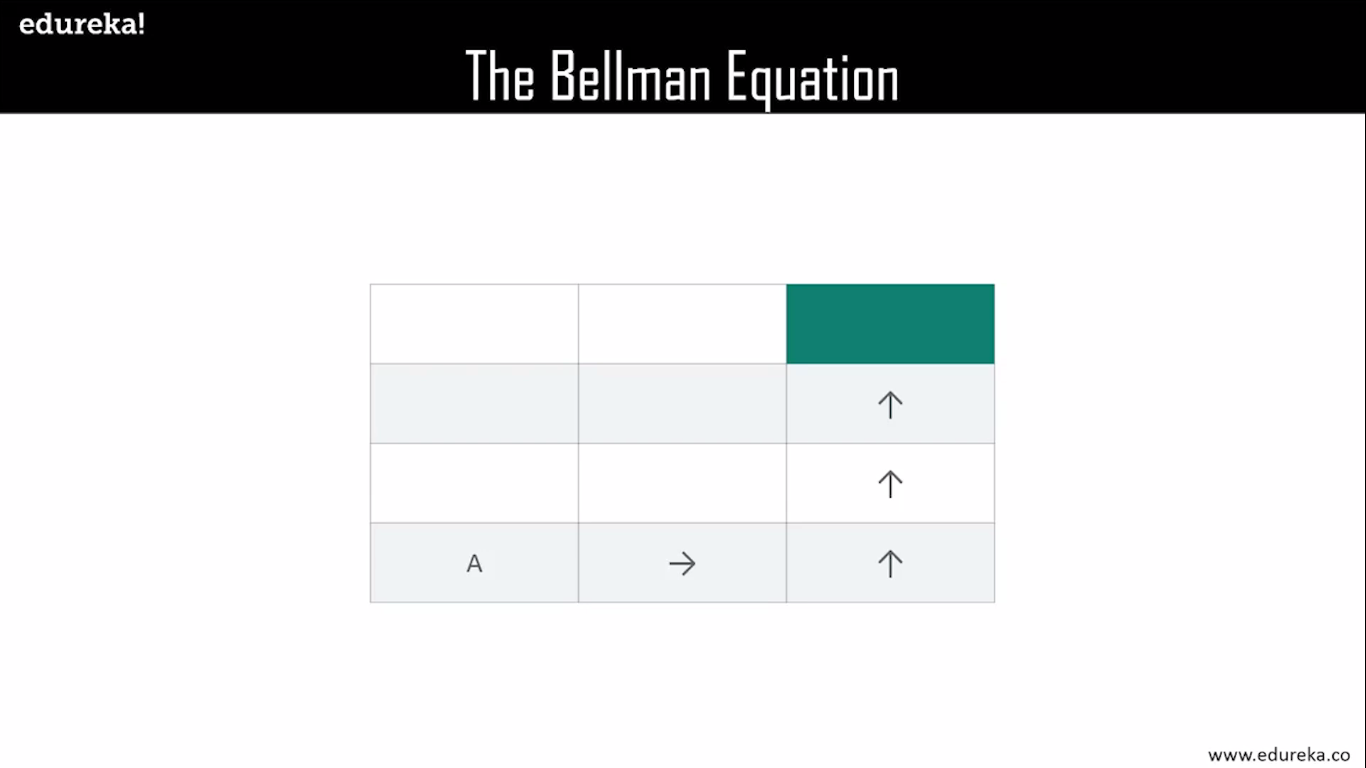 edureka!
The Bellman Equation
↑
↑
A → ↑
www.edureka.co